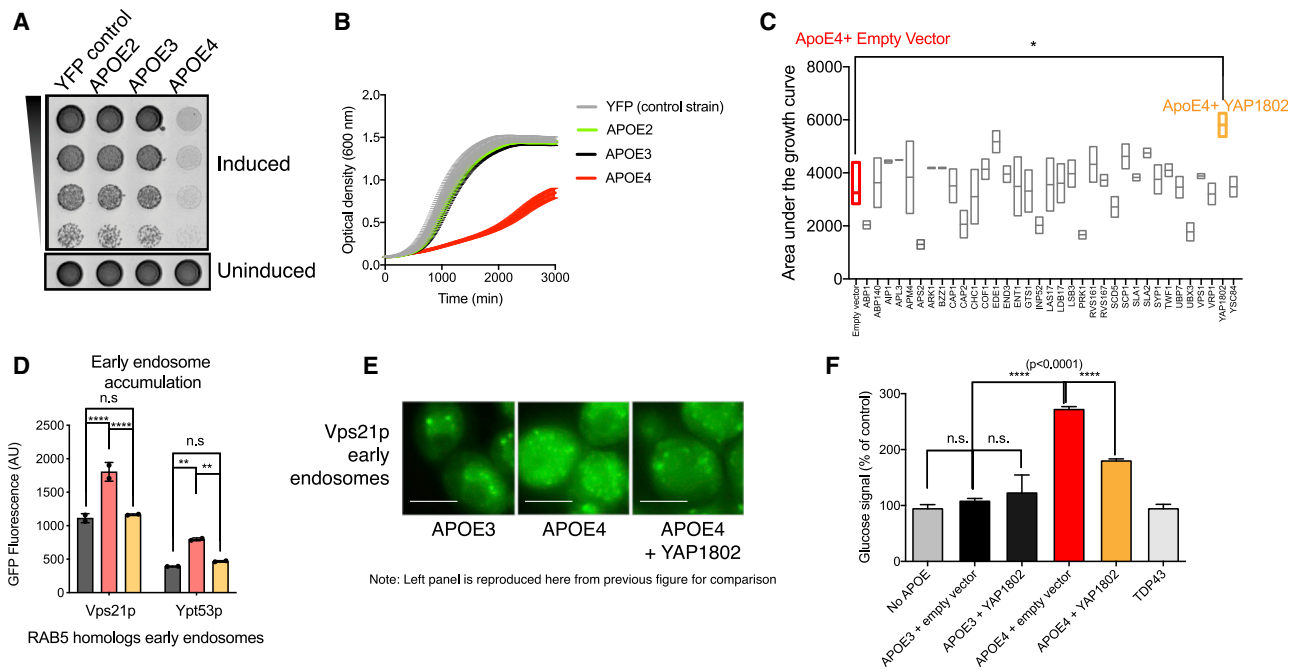 A
YFP control
APOE2
APOE3
APOE4
Induced
Uninduced
B
Optical density (600 nm)
2.0
1.5
1.0
0.5
0.0
0
1000
2000
3000
Time (min)
YFP (control strain)
APOE2
APOE3
APOE4
C
ApoE4+ Empty Vector
*
ApoE4+ YAP1802
Area under the growth curve
8000
6000
4000
2000
0
Empty vector
ABP1
ABP140
AIP1
APL3
APM4
APS2
ARK1
BZZ1
CAP1
CAP2
CHC1
COF1
EDE1
END3
ENT1
GTS1
INP52
LAS17
LDB17
LSB3
PRK1
RVS161
RVS167
SCD5
SCP1
SLA1
SLA2
SYP1
TWF1
UBP7
UBX3
VPS1
VRP1
YAP1802
YSC84
D
Early endosome
accumulation
n.s
****
****
n.s
**
**
GFP Fluorescence (AU)
2500
2000
1500
1000
500
0
Vps21p
Ypt53p
RAB5 homologs early endosomes
E
Vps21p
early
endosomes
APOE3
APOE4
APOE4
+ YAP1802
Note: Left panel is reproduced here from previous figure for comparison
F
(p<0.0001)
****
****
n.s.
n.s.
Glucose signal (% of control)
300
200
100
0
No APOE
APOE3 + empty vector
APOE3 + YAP1802
APOE4 + empty vector
APOE4 + YAP1802
TDP43